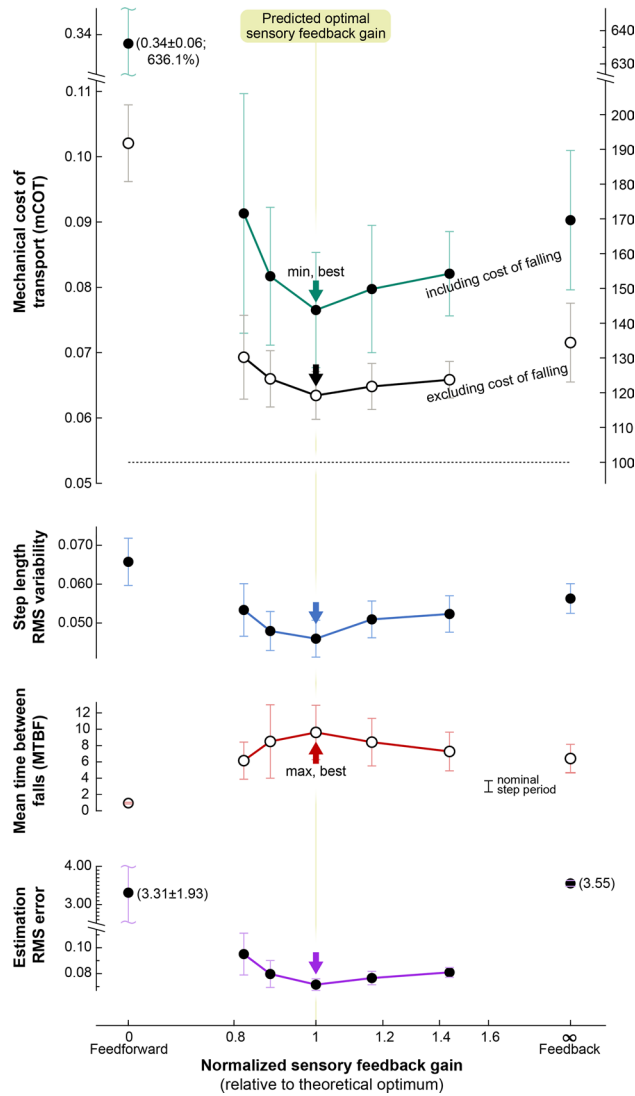 Predicted optimal
sensory feedback gain
0.34
(0.34±0.06;
636.1%)
640
630
Mechanical cost of
transport (mCOT)
0.11
0.10
0.09
0.08
0.07
0.06
0.05
200
190
180
170
160
150
140
130
120
110
100
min, best
including cost of falling
excluding cost of falling
Step length
RMS variability
0.070
0.060
0.050
Mean time between
falls (MTBF)
12
10
8
6
4
2
0
max, best
nominal
step period
Estimation
RMS error
4.00
3.00
0.10
0.08
(3.31±1.93)
(3.55)
0
0.8
1
1.2
1.4
1.6
∞
Feedforward
Feedback
Normalized sensory feedback gain
(relative to theoretical optimum)